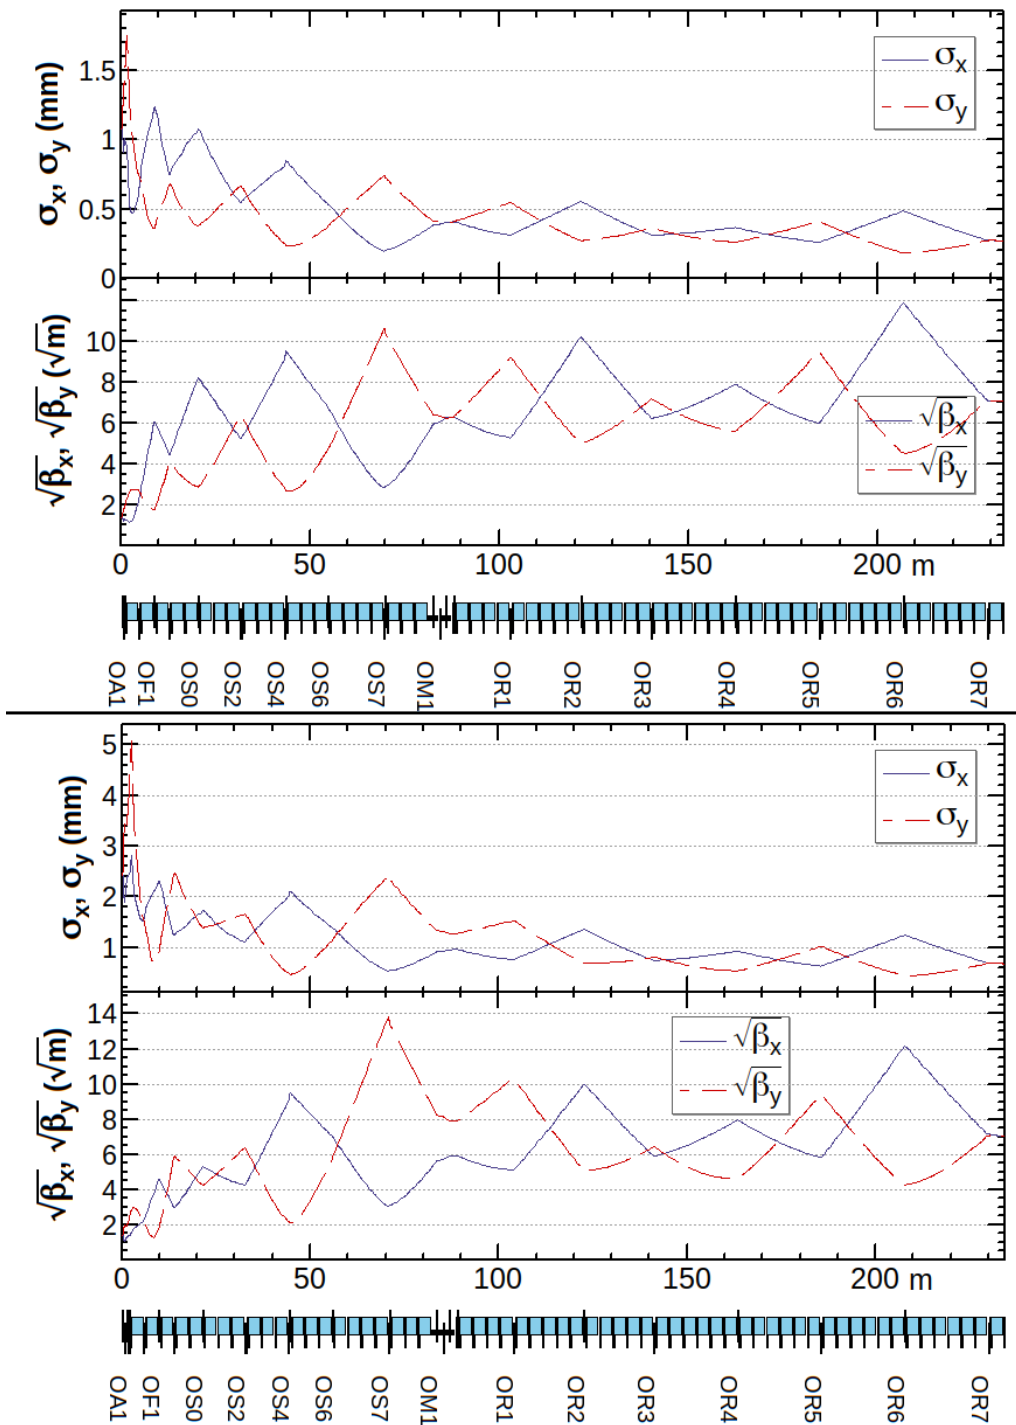 σx, σy (mm)
1.5
1
0.5
0
σx
σy
√βx, √βy (√m)
10
8
6
4
2
√βx
√βy
0 50 100 150 200 m
OA1 OF1 OS0 OS2 OS4 OS6 OS7 OM1 OR1 OR2 OR3 OR4 OR5 OR6 OR7
σx, σy (mm)
5
4
3
2
1
σx
σy
√βx, √βy (√m)
14
12
10
8
6
4
2
√βx
√βy
0 50 100 150 200 m
OA1 OF1 OS0 OS2 OS4 OS6 OS7 OM1 OR1 OR2 OR3 OR4 OR5 OR6 OR7